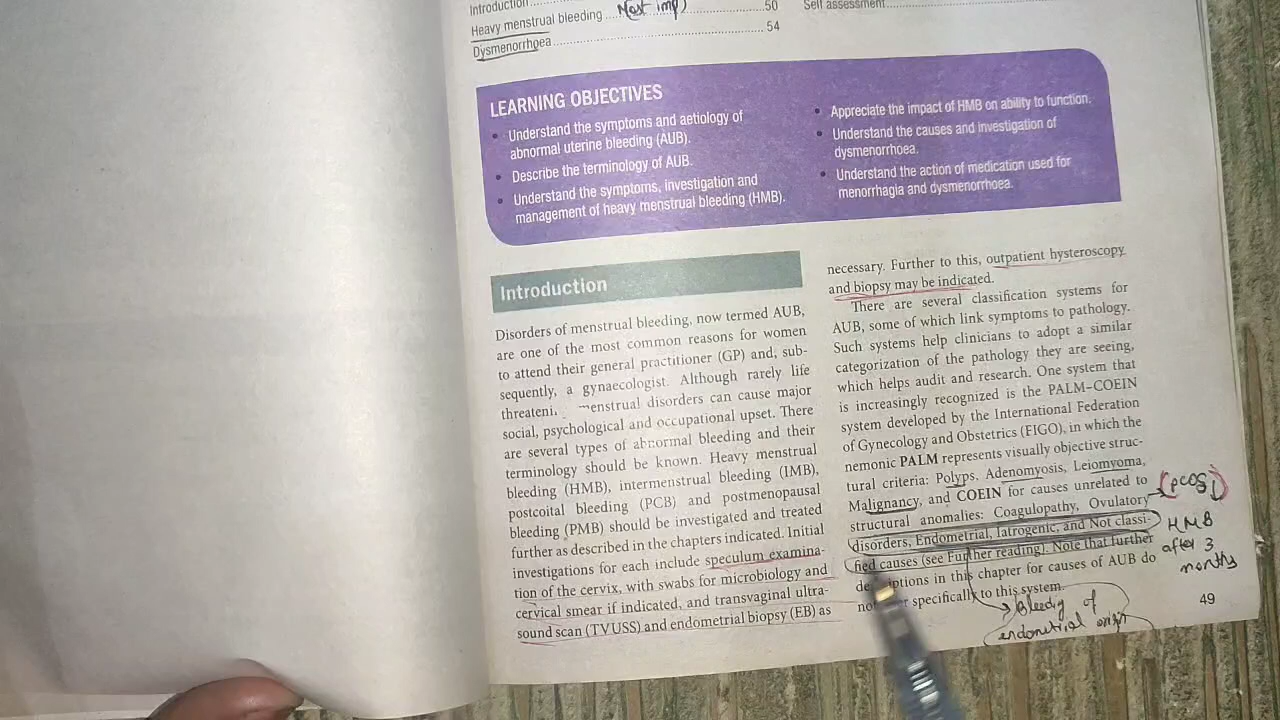 Introduction
Heavy menstrual bleeding ..... (Most imp) .....50
Dysmenorrhoea.....54
Self assessment.....
LEARNING OBJECTIVES
• Understand the symptoms and aetiology of
abnormal uterine bleeding (AUB).
• Describe the terminology of AUB.
• Understand the symptoms, investigation and
management of heavy menstrual bleeding (HMB).
• Appreciate the impact of HMB on ability to function.
• Understand the causes and investigation of
dysmenorrhoea.
• Understand the action of medication used for
menorrhagia and dysmenorrhoea.
Introduction
Disorders of menstrual bleeding, now termed AUB,
are one of the most common reasons for women
to attend their general practitioner (GP) and, sub-
sequently, a gynaecologist. Although rarely life
threateni menstrual disorders can cause major
social, psychological and occupational upset. There
are several types of abnormal bleeding and their
terminology should be known. Heavy menstrual
bleeding (HMB), intermenstrual bleeding (IMB),
postcoital bleeding (PCB) and postmenopausal
bleeding (PMB) should be investigated and treated
further as described in the chapters indicated. Initial
investigations for each include speculum examina-
tion of the cervix, with swabs for microbiology and
cervical smear if indicated, and transvaginal ultra-
sound scan (TVUSS) and endometrial biopsy (EB) as
necessary. Further to this, outpatient hysteroscopy
and biopsy may be indicated.
There are several classification systems for
AUB, some of which link symptoms to pathology.
Such systems help clinicians to adopt a similar
categorization of the pathology they are seeing,
which helps audit and research. One system that
is increasingly recognized is the PALM–COEIN
system developed by the International Federation
of Gynecology and Obstetrics (FIGO), in which the
nemonic PALM represents visually objective struc-
tural criteria: Polyps, Adenomyosis, Leiomyoma,
Malignancy, and COEIN for causes unrelated to
structural anomalies: Coagulopathy, Ovulatory
disorders, Endometrial, Iatrogenic, and Not classi-
fied causes (see Further reading). Note that further
de iptions in this chapter for causes of AUB do
no er specifically to this system.
(PCOS)
HMB
after 3
months
Bleedig of
endometrial origin
49